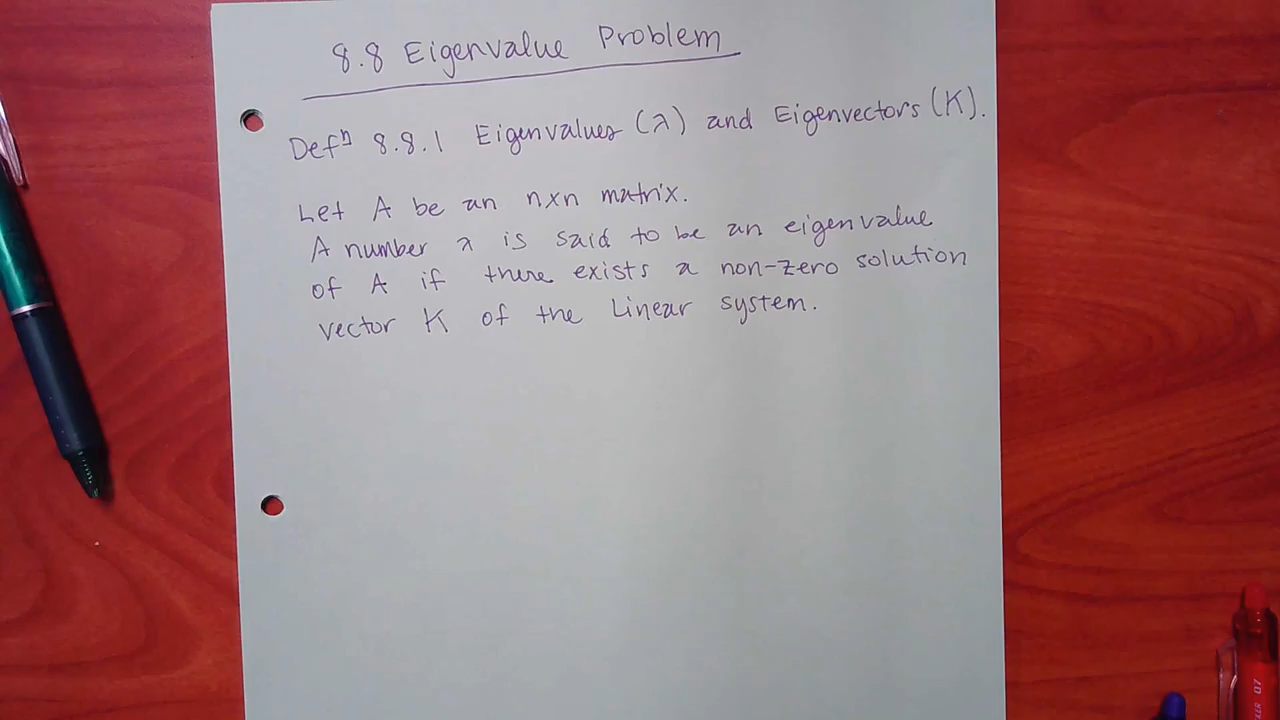 8.8 Eigenvalue Problem
Defⁿ 8.8.1 Eigenvalues (λ) and Eigenvectors (K).
Let A be an n×n matrix.
A number λ is said to be an eigenvalue
of A if there exists a non-zero solution
vector K of the Linear system.
07